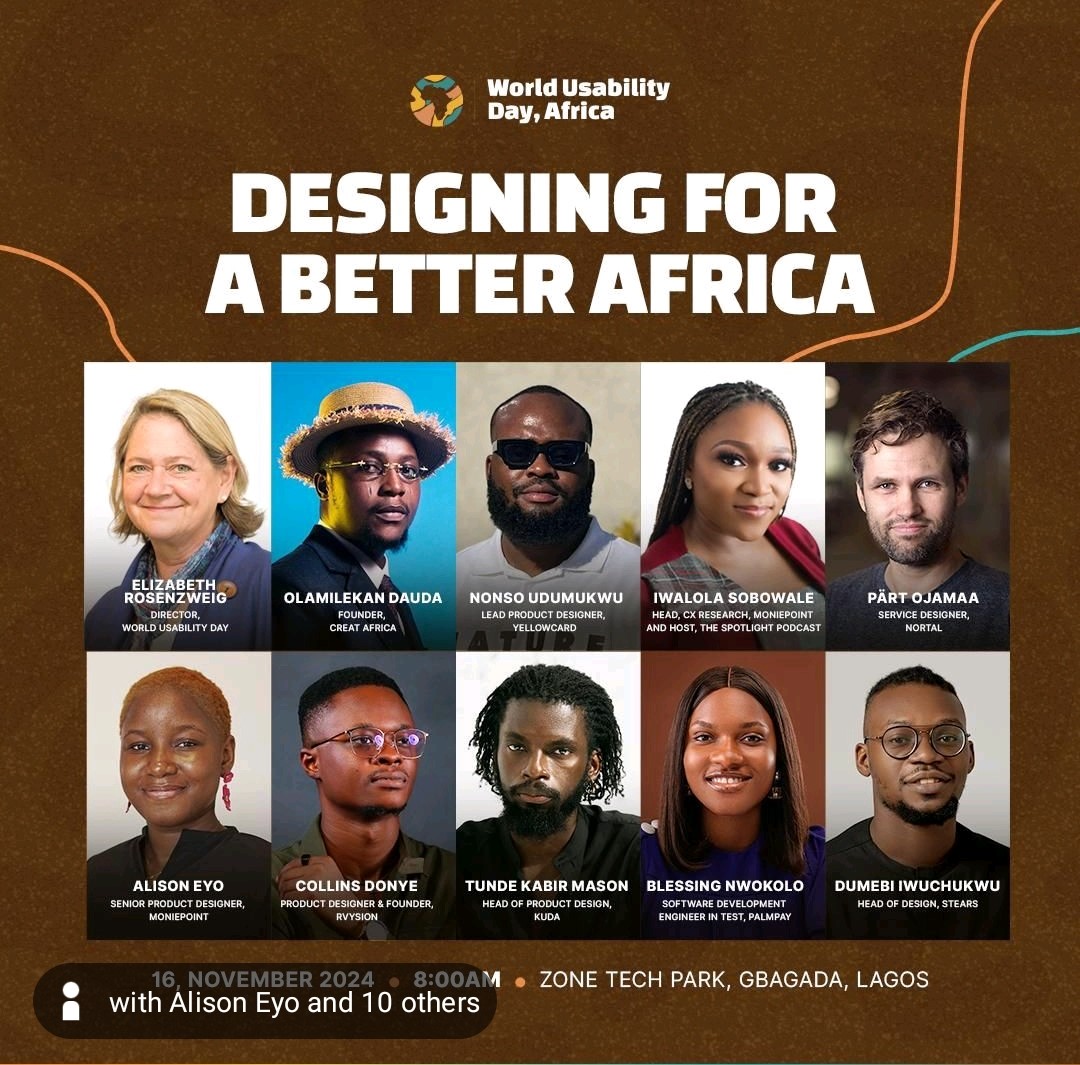 World Usability
Day, Africa
DESIGNING FOR
A BETTER AFRICA
ELIZABETH
ROSENZWEIG
DIRECTOR,
WORLD USABILITY DAY
OLAMILEKAN DAUDA
FOUNDER,
CREAT AFRICA
NONSO UDUMUKWU
LEAD PRODUCT DESIGNER,
YELLOWCARD
NATURE
IWALOLA SOBOWALE
HEAD, CX RESEARCH, MONIEPOINT
AND HOST, THE SPOTLIGHT PODCAST
PÄRT OJAMAA
SERVICE DESIGNER,
NORTAL
ALISON EYO
SENIOR PRODUCT DESIGNER,
MONIEPOINT
COLLINS DONYE
PRODUCT DESIGNER & FOUNDER,
RVYSION
TUNDE KABIR MASON
HEAD OF PRODUCT DESIGN,
KUDA
BLESSING NWOKOLO
SOFTWARE DEVELOPMENT
ENGINEER IN TEST, PALMPAY
DUMEBI IWUCHUKWU
HEAD OF DESIGN, STEARS
16, NOVEMBER 2024 • 8:00AM • ZONE TECH PARK, GBAGADA, LAGOS
with Alison Eyo and 10 others